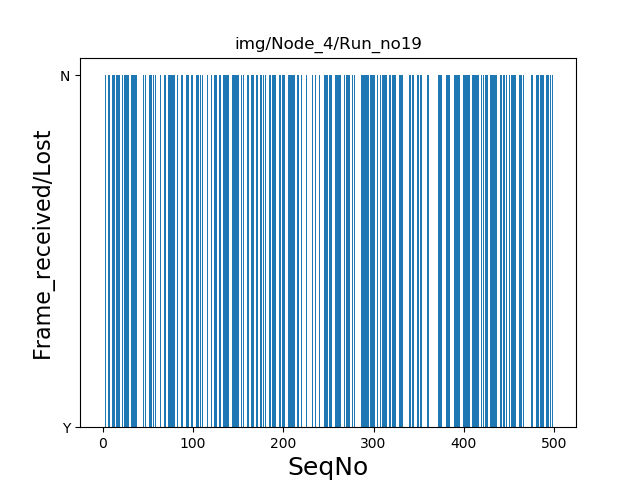 img/Node_4/Run_no19
N
Frame_received/Lost
Y
0 100 200 300 400 500
SeqNo